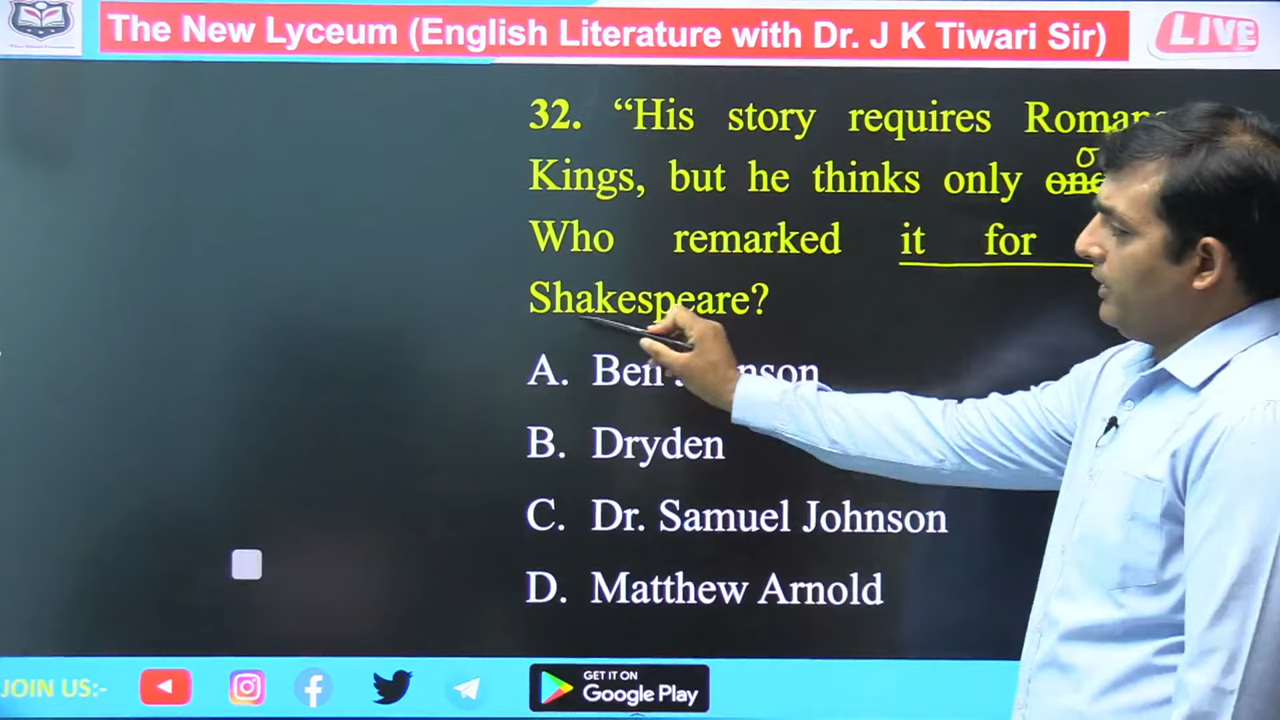 The New Lyceum (English Literature with Dr. J K Tiwari Sir)
LIVE
32. “His story requires Romans
Kings, but he thinks only
Who remarked it for
Shakespeare?
A. Ben
B. Dryden
C. Dr. Samuel Johnson
D. Matthew Arnold
JOIN US:-
GET IT ON
Google Play